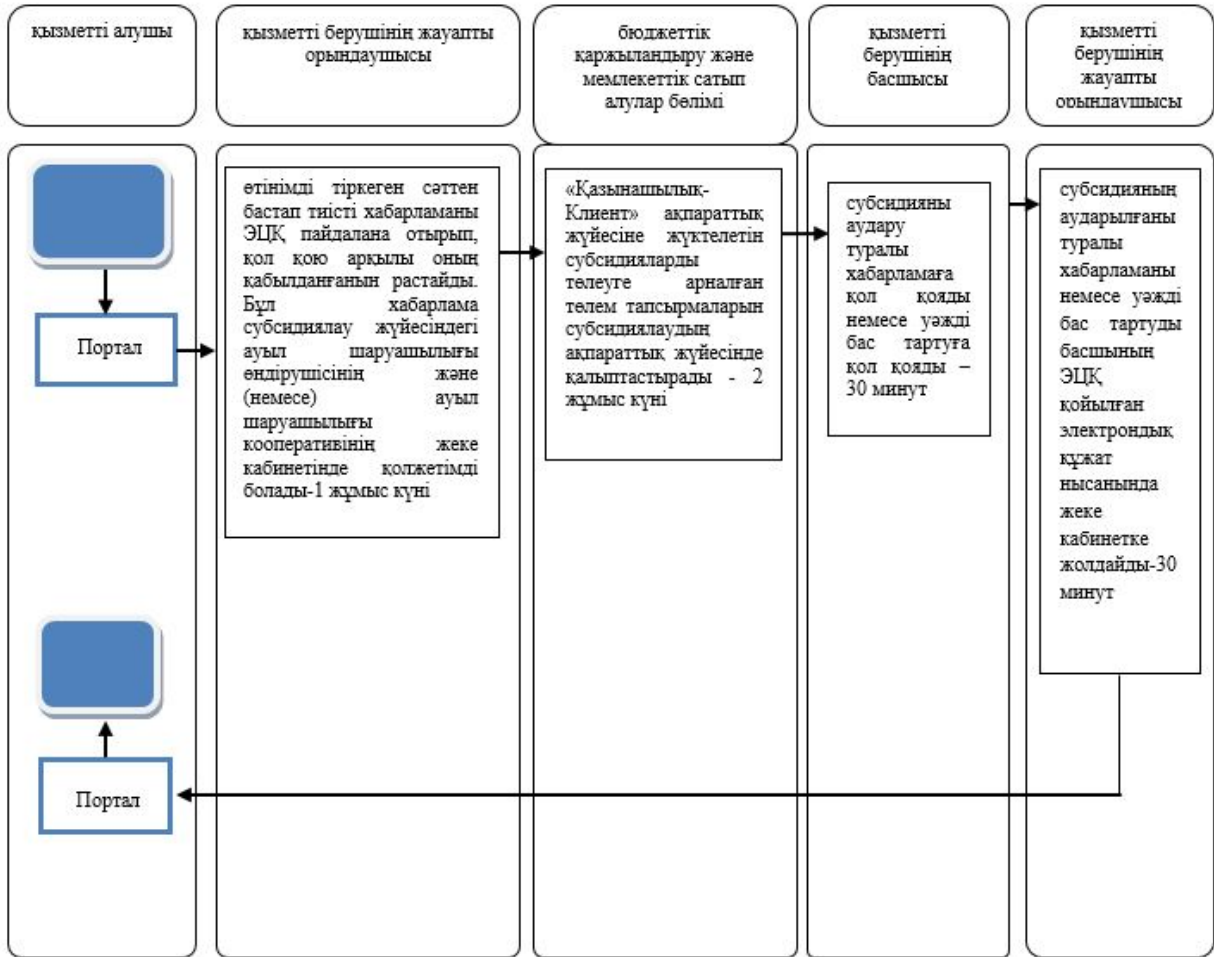 қызметті алушы
қызметті берушінің жауапты
орындаушысы
бюджеттік
қаржыландыру және
мемлекеттік сатып
алулар бөлімі
қызметті
берушінің
басшысы
қызметті
берушінің
жауапты
орындаушысы
Портал
өтінімді тіркеген сәттен
бастап тиісті хабарламаны
ЭЦҚ пайдалана отырып,
қол қою арқылы оның
қабылданғанын растайды.
Бұл хабарлама
субсидиялау жүйесіндегі
ауыл шаруашылығы
өндірушісінің және
(немесе) ауыл
шаруашылығы
кооперативінің жеке
кабинетінде қолжетімді
болады-1 жұмыс күні
«Қазынашылық-
Клиент» ақпараттық
жүйесіне жүктелетін
субсидияларды
төлеуге арналған
төлем тапсырмаларын
субсидиялаудың
ақпараттық жүйесінде
қалыптастырады - 2
жұмыс күні
субсидияны
аудару
туралы
хабарламаға
қол қояды
немесе уәжді
бас тартуға
қол қояды –
30 минут
субсидияның
аударылғаны
туралы
хабарламаны
немесе уәжді
бас тартуды
басшының
ЭЦҚ
қойылған
электрондық
құжат
нысанында
жеке
кабинетке
жолдайды-30
минут
Портал